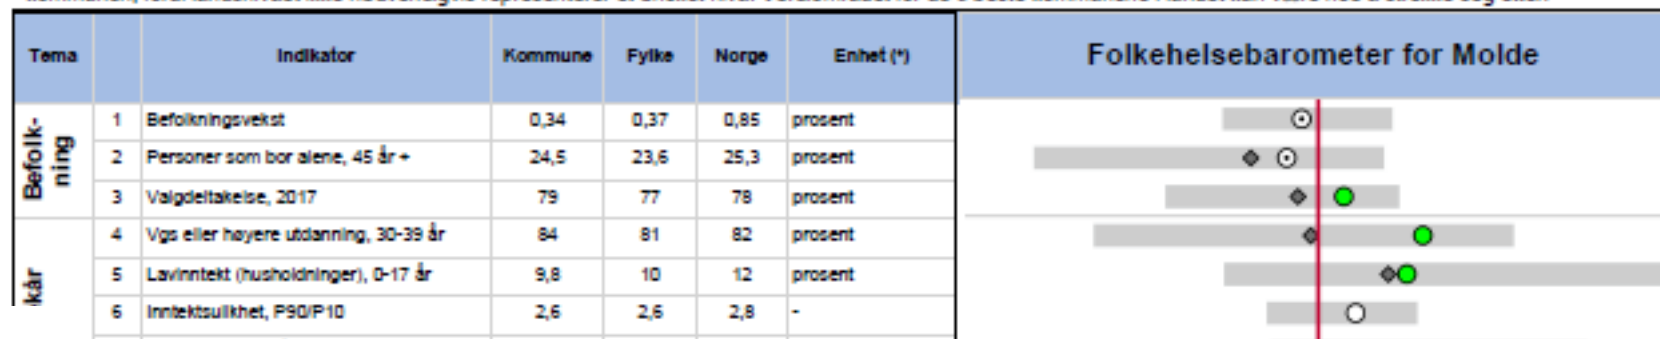 Tema Indikator Kommune Fylke Norge Enhet (*) Folkehelsebarometer for Molde
Befolk-
ning
1 Befolkningsvekst 0,34 0,37 0,85 prosent
2 Personer som bor alene, 45 år + 24,5 23,6 25,3 prosent
3 Valgdeltakelse, 2017 79 77 78 prosent
4 Vgs eller høyere utdanning, 30-39 år 84 81 82 prosent
kår
5 Lavinntekt (husholdninger), 0-17 år 9,8 10 12 prosent
6 Inntektsulikhet, P90/P10 2,6 2,6 2,8 -